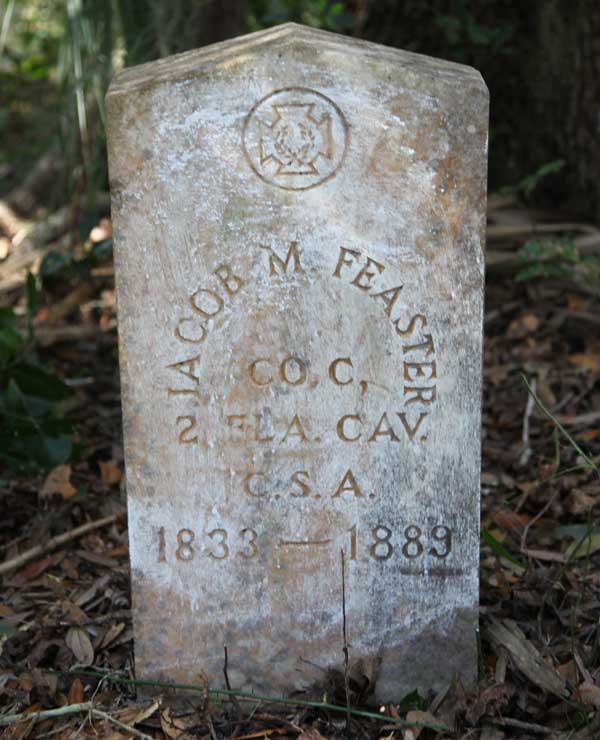 JACOB M FEASTER
CO. C,
2 FLA. CAV.
C.S.A.
1833 — 1889